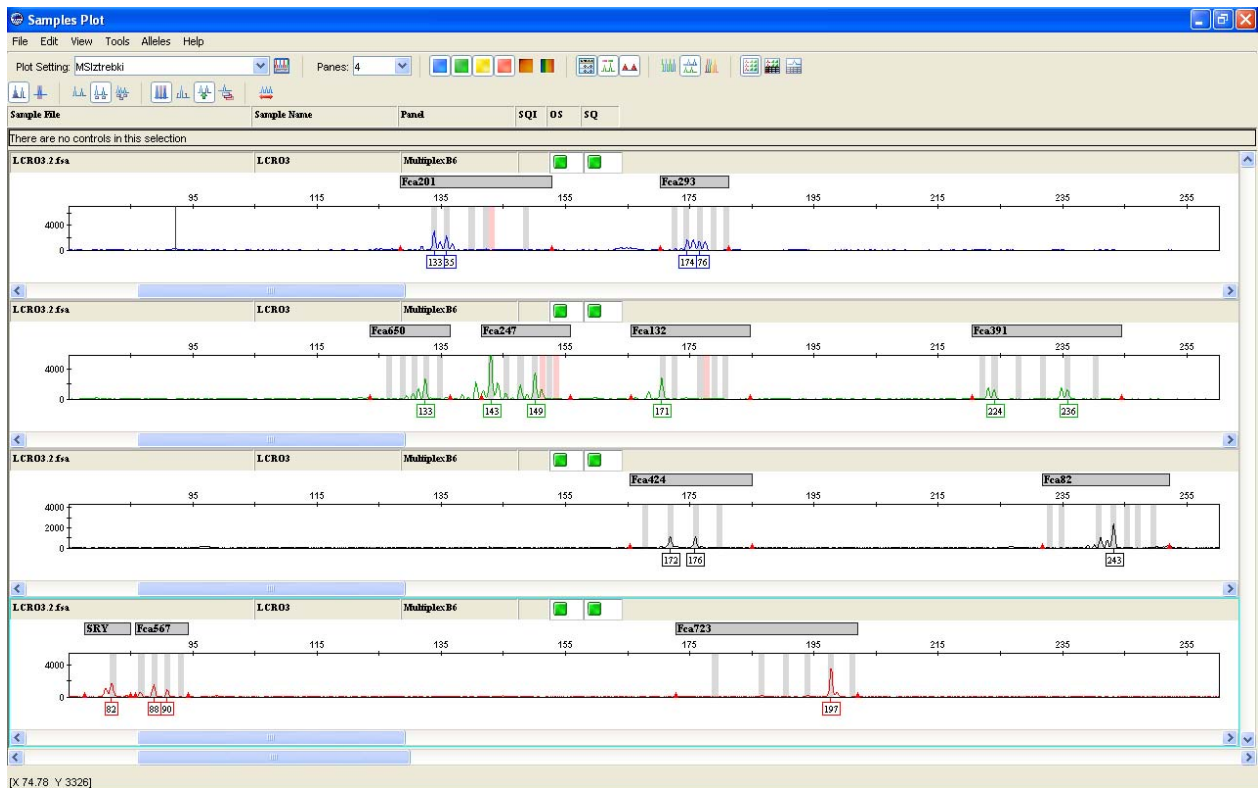 Samples Plot
File Edit View Tools Alleles Help
Plot Setting: MSIztrebki Panes: 4
Sample File Sample Name Panel SQI OS SQ
There are no controls in this selection
LCRO3.2.fsa LCRO3 MultiplexB6
Fca201 Fca293
95 115 135 155 175 195 215 235 255
4000
0
133 35 174 76
LCRO3.2.fsa LCRO3 MultiplexB6
Fca650 Fca247 Fca132 Fca391
95 115 135 155 175 195 215 235 255
4000
0
133 143 149 171 224 236
LCRO3.2.fsa LCRO3 MultiplexB6
Fca424 Fca82
95 115 135 155 175 195 215 235 255
4000
2000
0
172 176 243
LCRO3.2.fsa LCRO3 MultiplexB6
SRY Fca567 Fca723
95 115 135 155 175 195 215 235 255
4000
0
82 88 90 197
[X 74.78 Y 3326]